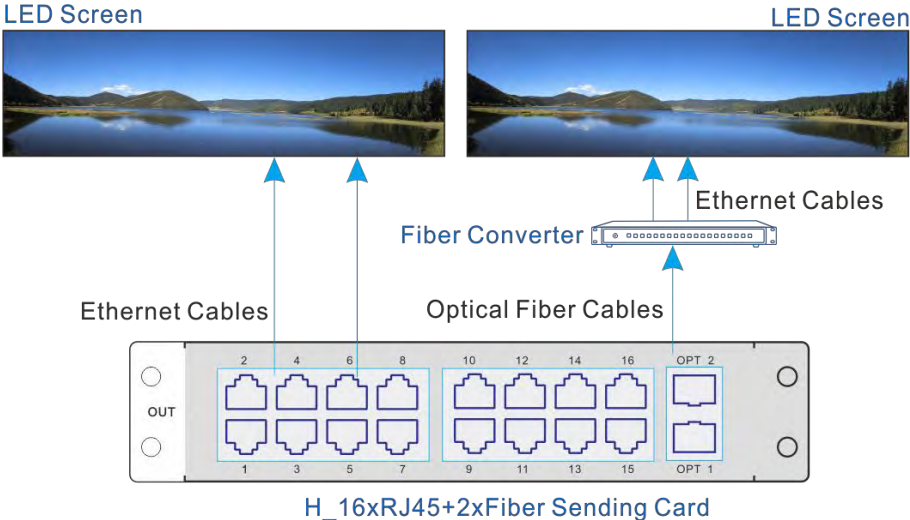 LED Screen
LED Screen
Ethernet Cables
Fiber Converter
Ethernet Cables
Optical Fiber Cables
2 4 6 8 10 12 14 16 OPT 2
OUT
1 3 5 7 9 11 13 15 OPT 1
H_16xRJ45+2xFiber Sending Card